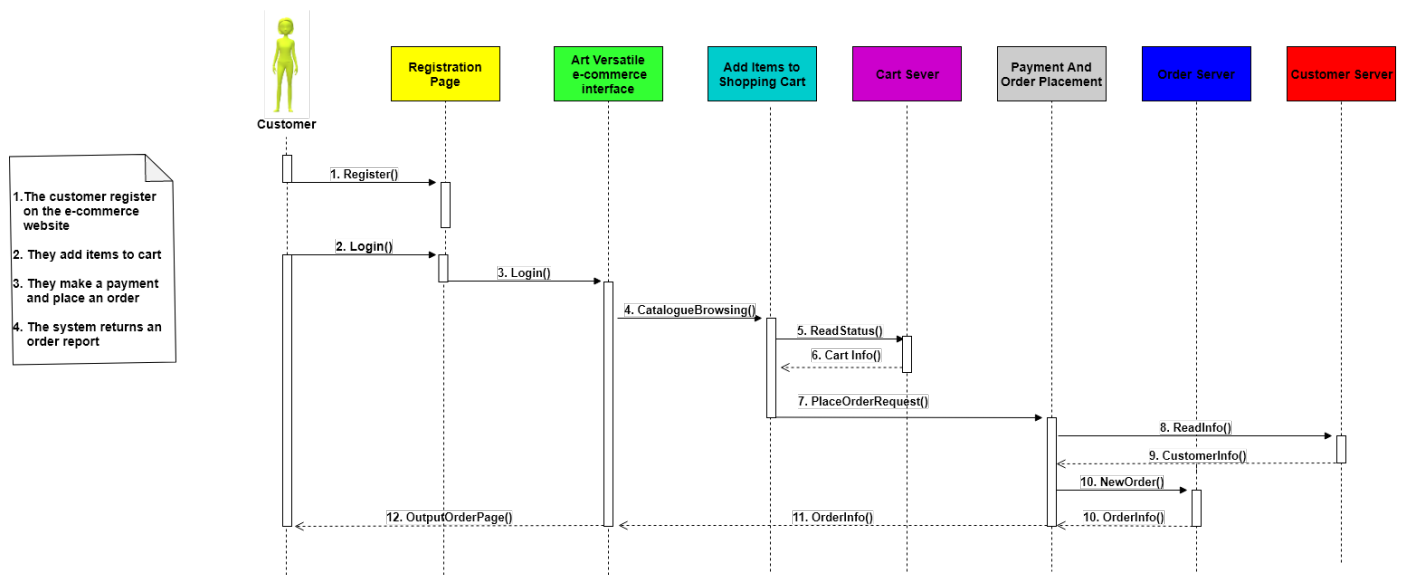 Customer
Registration
Page
Art Versatile
e-commerce
interface
Add Items to
Shopping Cart
Cart Sever
Payment And
Order Placement
Order Server
Customer Server
1.The customer register
on the e-commerce
website
2. They add items to cart
3. They make a payment
and place an order
4. The system returns an
order report
1. Register()
2. Login()
3. Login()
4. CatalogueBrowsing()
5. ReadStatus()
6. Cart Info()
7. PlaceOrderRequest()
8. ReadInfo()
9. CustomerInfo()
10. NewOrder()
12. OutputOrderPage()
11. OrderInfo()
10. OrderInfo()